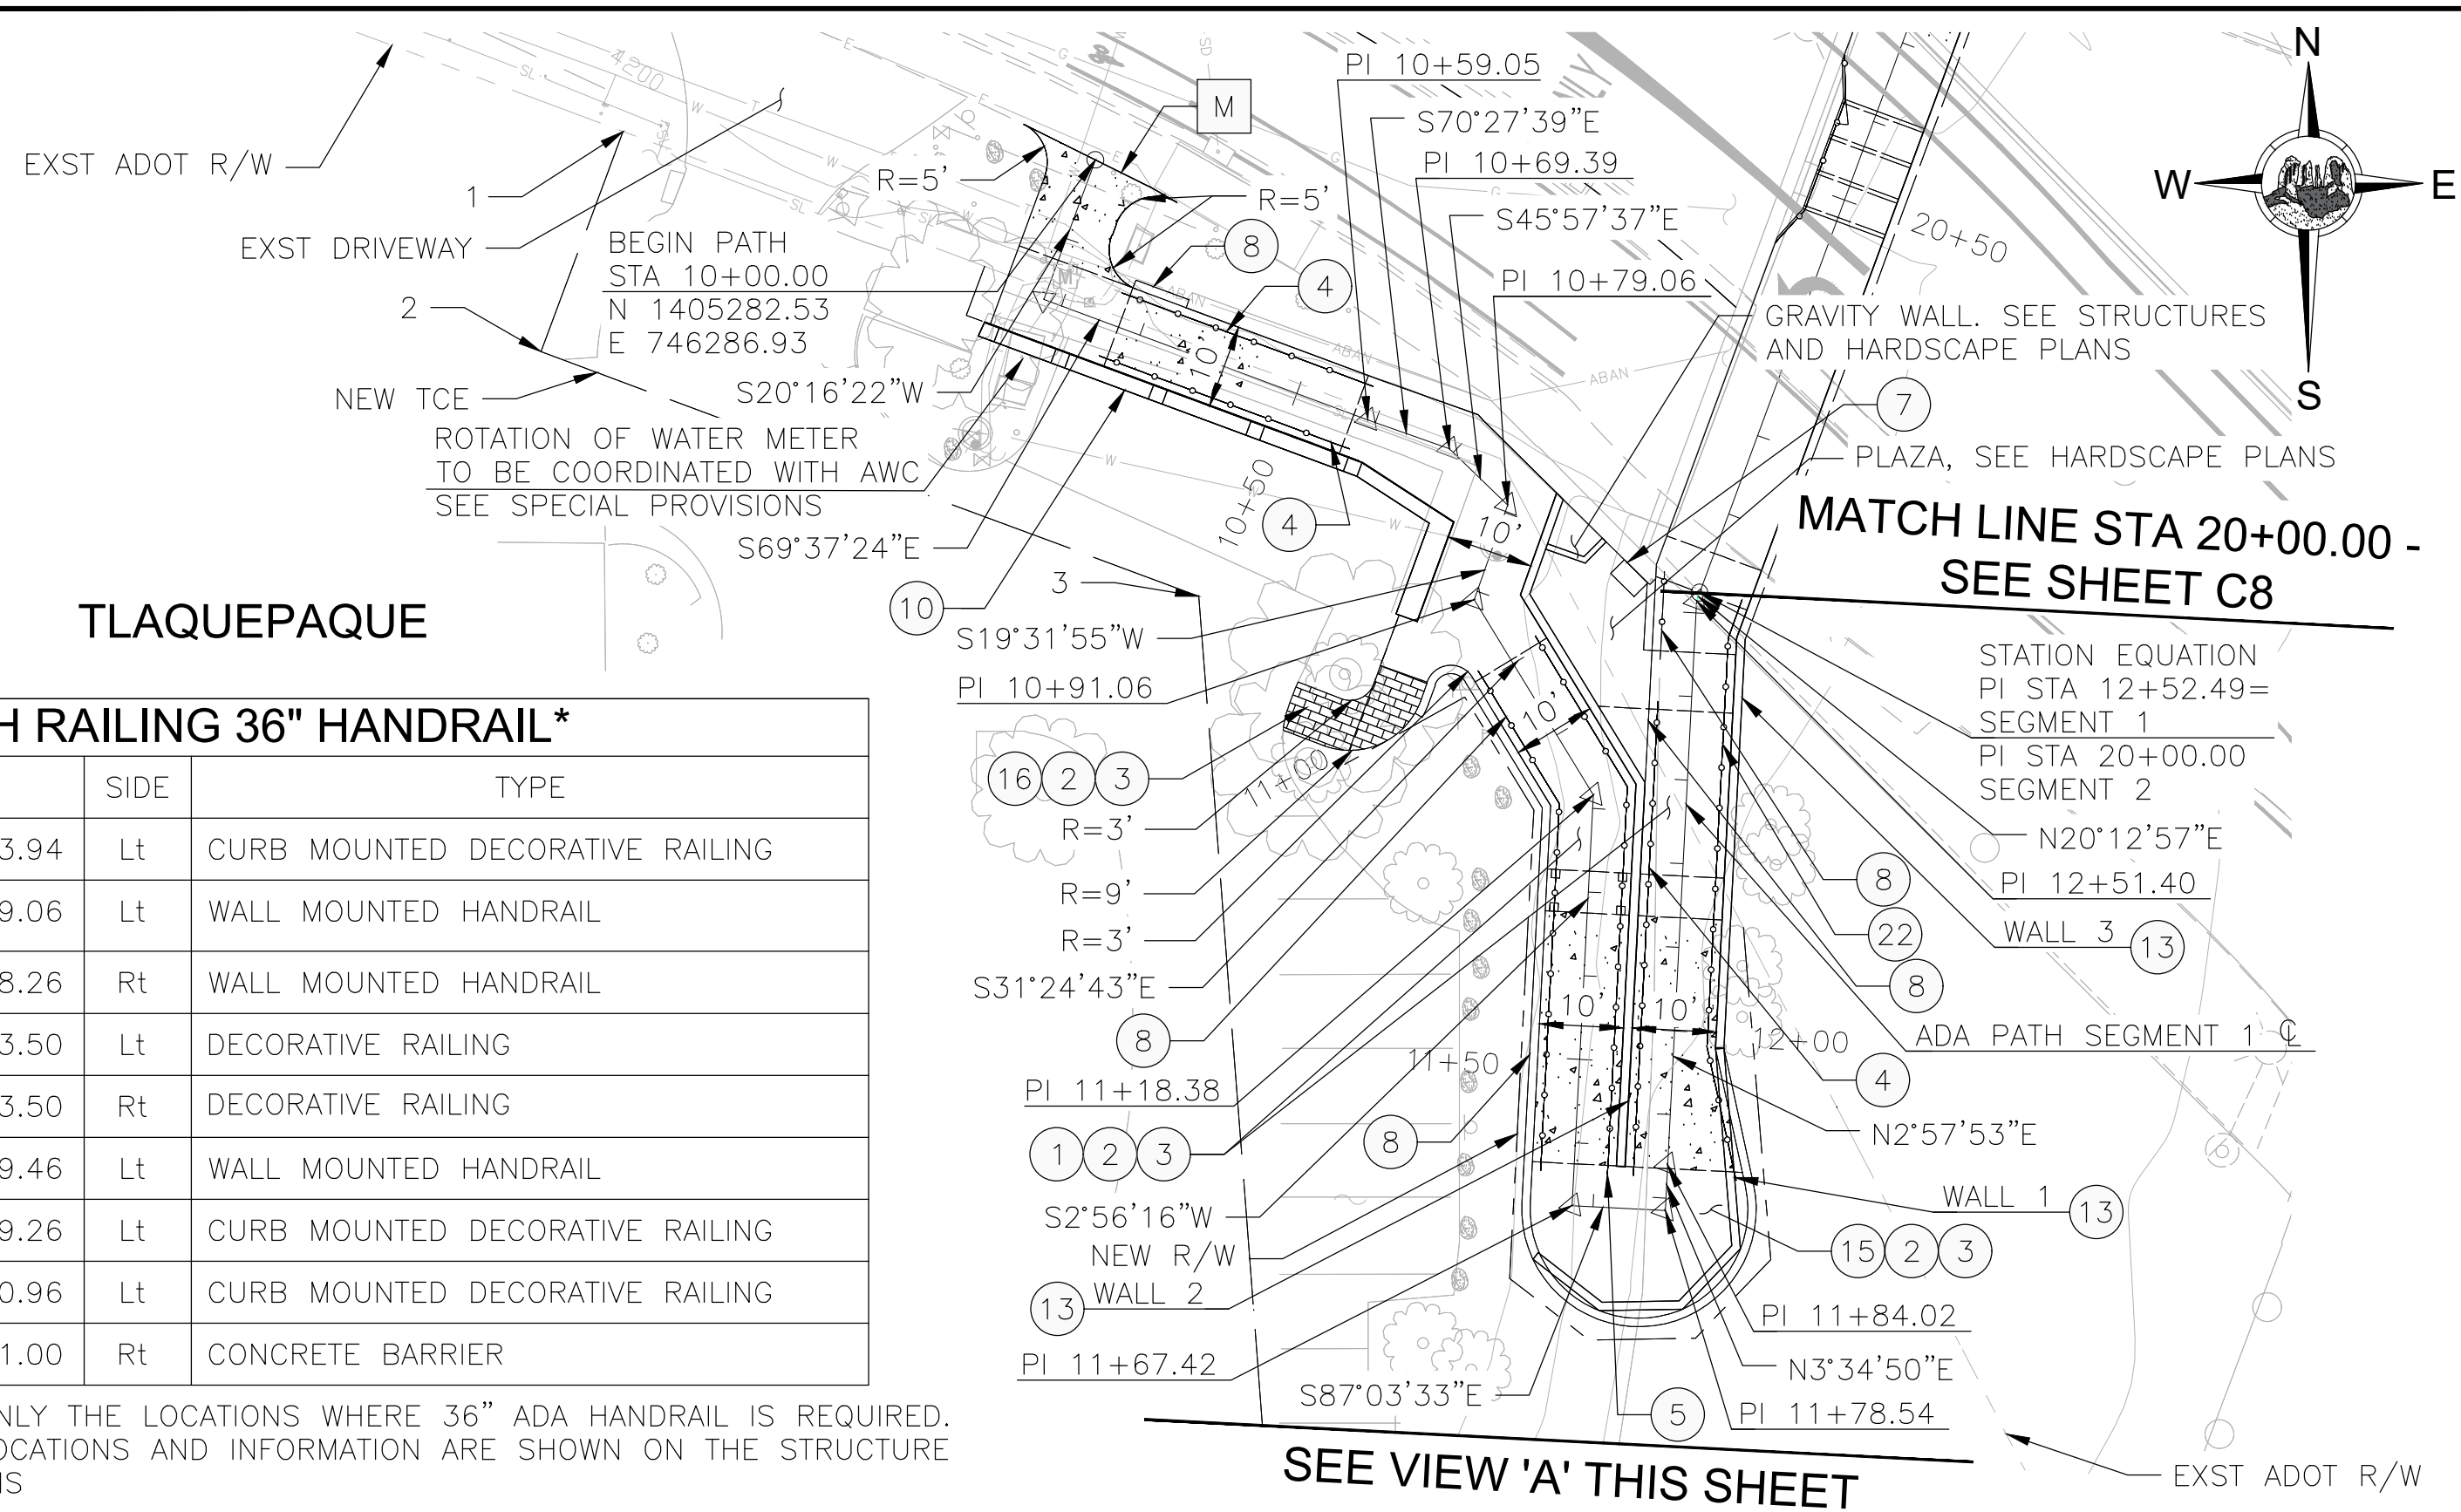 N
W
E
S
EXST ADOT R/W
1
EXST DRIVEWAY
2
NEW TCE
4200
M
R=5'
R=5'
BEGIN PATH
STA 10+00.00
N 1405282.53
E 746286.93
S20°16'22"W
ROTATION OF WATER METER
TO BE COORDINATED WITH AWC
SEE SPECIAL PROVISIONS
S69°37'24"E
10
8
4
10'
M
ABAN
ABAN
ABAN
PI 10+59.05
S70°27'39"E
PI 10+69.39
S45°57'37"E
PI 10+79.06
20+50
GRAVITY WALL. SEE STRUCTURES
AND HARDSCAPE PLANS
7
PLAZA, SEE HARDSCAPE PLANS
MATCH LINE STA 20+00.00 -
SEE SHEET C8
10+50
4
10'
3
S19°31'55"W
PI 10+91.06
TLAQUEPAQUE
STATION EQUATION
PI STA 12+52.49=
SEGMENT 1
PI STA 20+00.00
SEGMENT 2
N20°12'57"E
PI 12+51.40
8
22
WALL 3 13
8
ADA PATH SEGMENT 1 ℄
4
N2°57'53"E
WALL 1 13
15 2 3
PI 11+84.02
N3°34'50"E
PI 11+78.54
5
S87°03'33"E
16 2 3
11+00
10'
R=3'
R=9'
R=3'
S31°24'43"E
8
10' 10'
11+50
12+00
PI 11+18.38
1 2 3
8
S2°56'16"W
NEW R/W
13 WALL 2
PI 11+67.42
H RAILING 36" HANDRAIL*
SIDE TYPE
3.94 Lt CURB MOUNTED DECORATIVE RAILING
9.06 Lt WALL MOUNTED HANDRAIL
8.26 Rt WALL MOUNTED HANDRAIL
3.50 Lt DECORATIVE RAILING
3.50 Rt DECORATIVE RAILING
9.46 Lt WALL MOUNTED HANDRAIL
9.26 Lt CURB MOUNTED DECORATIVE RAILING
0.96 Lt CURB MOUNTED DECORATIVE RAILING
1.00 Rt CONCRETE BARRIER
NLY THE LOCATIONS WHERE 36" ADA HANDRAIL IS REQUIRED.
OCATIONS AND INFORMATION ARE SHOWN ON THE STRUCTURE
NS
SEE VIEW 'A' THIS SHEET
EXST ADOT R/W